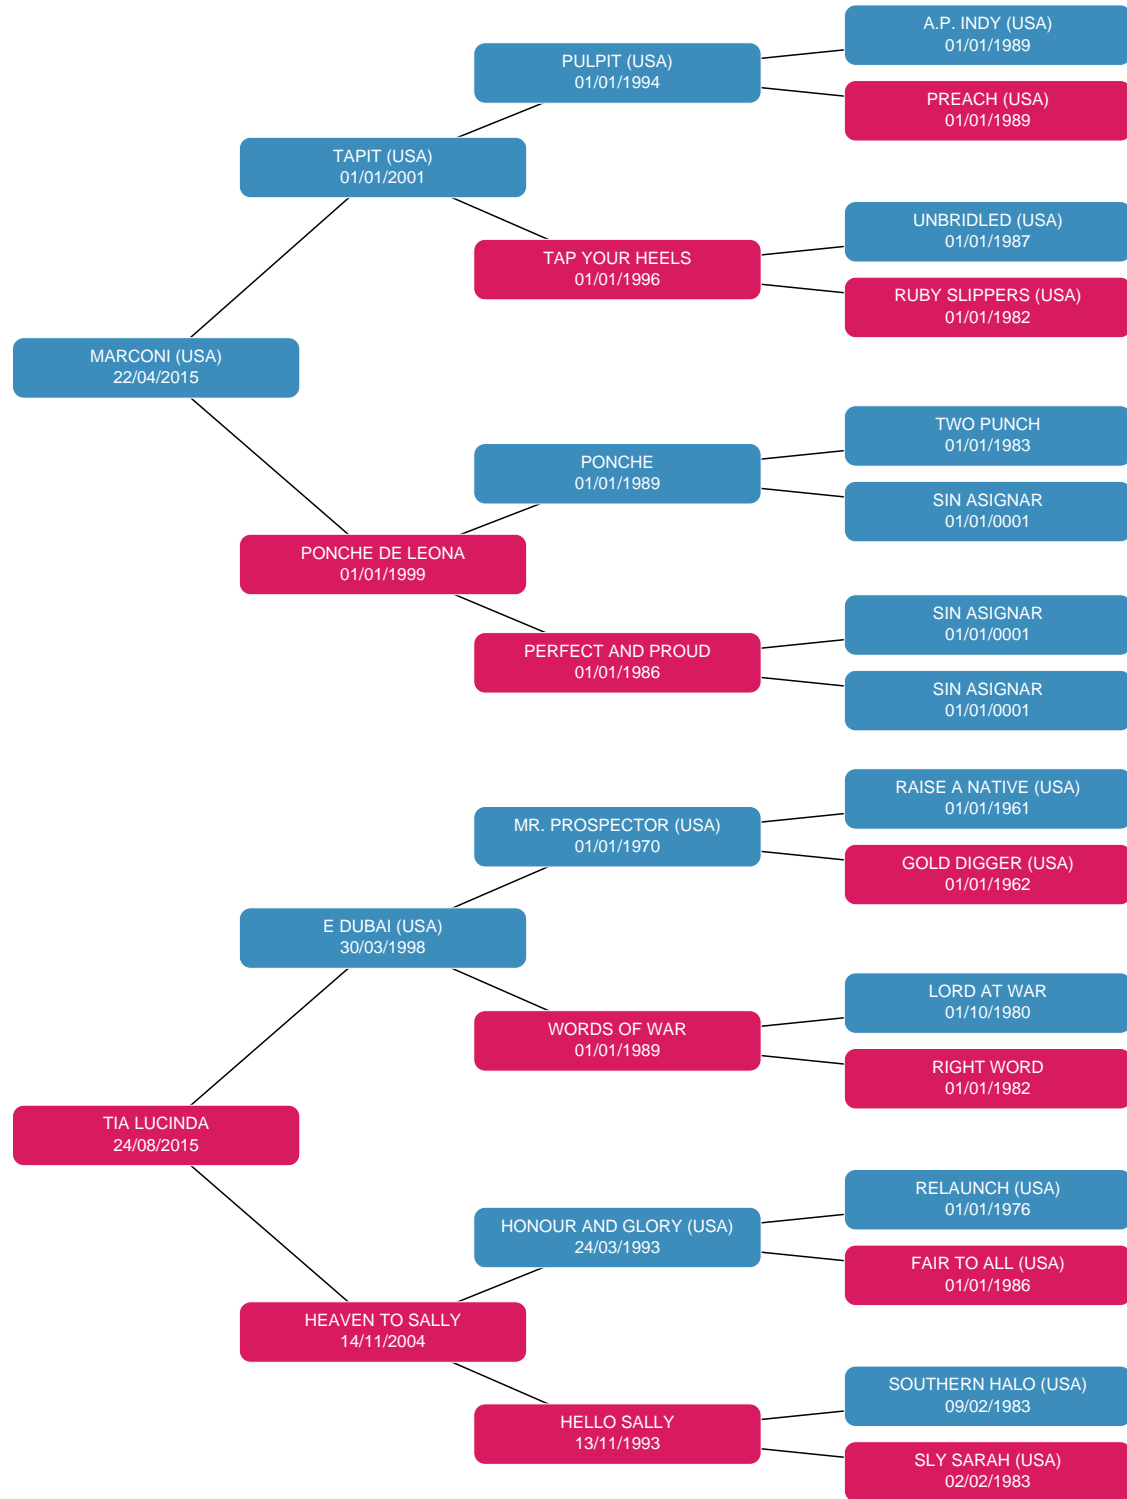 A.P. INDY (USA)
01/01/1989
PULPIT (USA)
01/01/1994
PREACH (USA)
01/01/1989
TAPIT (USA)
01/01/2001
UNBRIDLED (USA)
01/01/1987
TAP YOUR HEELS
01/01/1996
RUBY SLIPPERS (USA)
01/01/1982
MARCONI (USA)
22/04/2015
TWO PUNCH
01/01/1983
PONCHE
01/01/1989
SIN ASIGNAR
01/01/0001
PONCHE DE LEONA
01/01/1999
SIN ASIGNAR
01/01/0001
PERFECT AND PROUD
01/01/1986
SIN ASIGNAR
01/01/0001
RAISE A NATIVE (USA)
01/01/1961
MR. PROSPECTOR (USA)
01/01/1970
GOLD DIGGER (USA)
01/01/1962
E DUBAI (USA)
30/03/1998
LORD AT WAR
01/10/1980
WORDS OF WAR
01/01/1989
RIGHT WORD
01/01/1982
TIA LUCINDA
24/08/2015
RELAUNCH (USA)
01/01/1976
HONOUR AND GLORY (USA)
24/03/1993
FAIR TO ALL (USA)
01/01/1986
HEAVEN TO SALLY
14/11/2004
SOUTHERN HALO (USA)
09/02/1983
HELLO SALLY
13/11/1993
SLY SARAH (USA)
02/02/1983